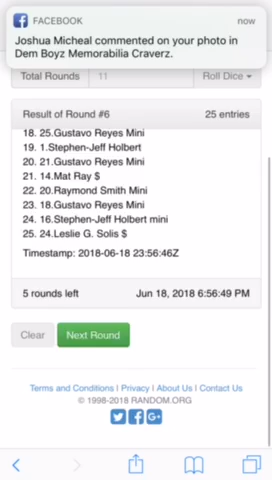 FACEBOOK
now
Joshua Micheal commented on your photo in
Dem Boyz Memorabilia Craverz.
Total Rounds
11
Roll Dice
Result of Round #6
25 entries
18. 25.Gustavo Reyes Mini
19. 1.Stephen-Jeff Holbert
20. 21.Gustavo Reyes Mini
21. 14.Mat Ray $
22. 20.Raymond Smith Mini
23. 18.Gustavo Reyes Mini
24. 16.Stephen-Jeff Holbert mini
25. 24.Leslie G. Solis $
Timestamp: 2018-06-18 23:56:46Z
5 rounds left
Jun 18, 2018 6:56:49 PM
Clear
Next Round
Terms and Conditions | Privacy | About Us | Contact Us
© 1998-2018 RANDOM.ORG